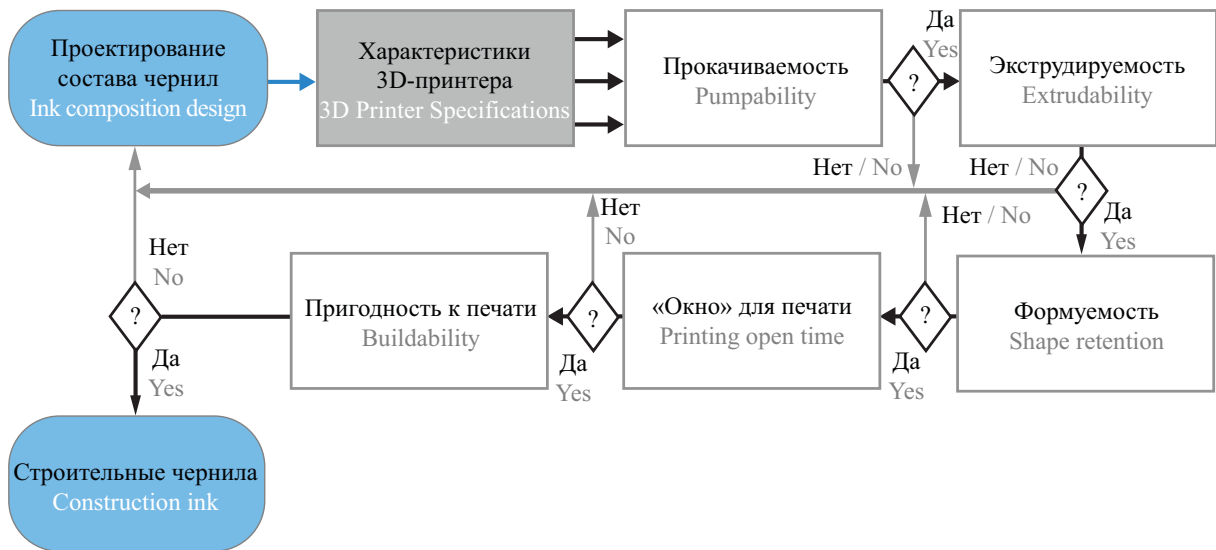 Проектирование
состава чернил
Ink composition design
Характеристики
3D-принтера
3D Printer Specifications
Прокачиваемость
Pumpability
Да
Yes
?
Экструдируемость
Extrudability
Нет / No
Нет / No
?
Да
Yes
Нет
No
Нет / No
Нет
No
?
Да
Yes
Пригодность к печати
Buildability
?
Да
Yes
«Окно» для печати
Printing open time
?
Да
Yes
Формуемость
Shape retention
Строительные чернила
Construction ink